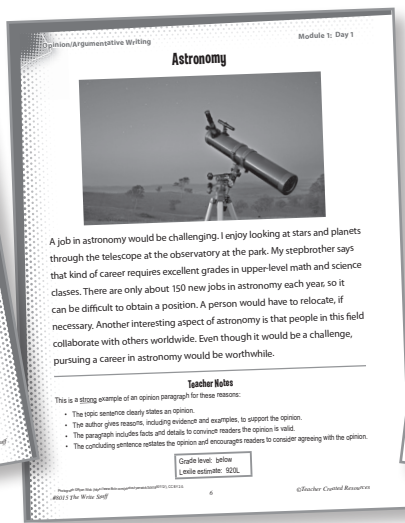 Opinion/Argumentative Writing
Module 1: Day 1
Astronomy
A job in astronomy would be challenging. I enjoy looking at stars and planets
through the telescope at the observatory at the park. My stepbrother says
that kind of career requires excellent grades in upper-level math and science
classes. There are only about 150 new jobs in astronomy each year, so it
can be difficult to obtain a position. A person would have to relocate, if
necessary. Another interesting aspect of astronomy is that people in this field
collaborate with others worldwide. Even though it would be a challenge,
pursuing a career in astronomy would be worthwhile.
Teacher Notes
This is a strong example of an opinion paragraph for these reasons:
• The topic sentence clearly states an opinion.
• The author gives reasons, including evidence and examples, to support the opinion.
• The paragraph includes facts and details to convince readers the opinion is valid.
• The concluding sentence restates the opinion and encourages readers to consider agreeing with the opinion.
Grade level: below
Lexile estimate: 920L
#8015 The Write Stuff
6
©Teacher Created Resources